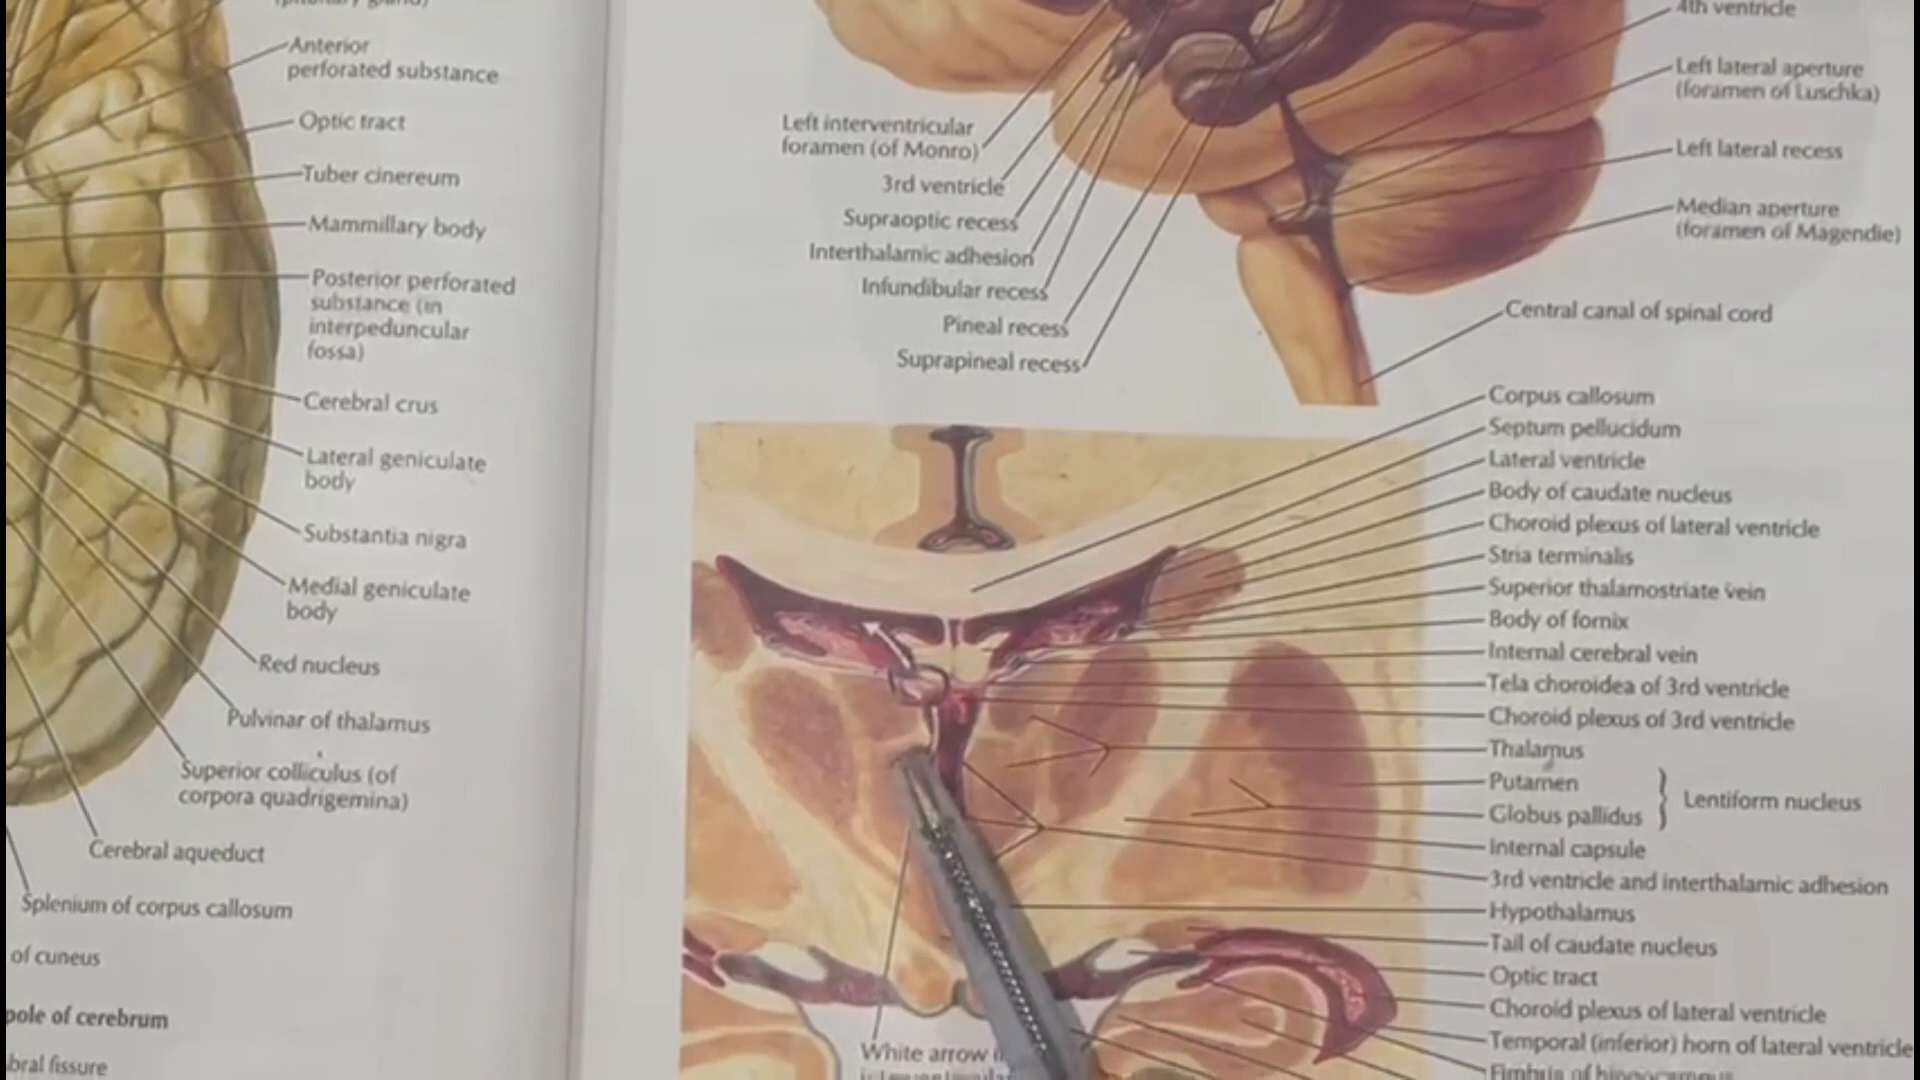 (pituitary gland)
Anterior
perforated substance
Optic tract
Tuber cinereum
Mammillary body
Posterior perforated
substance (in
interpeduncular
fossa)
Cerebral crus
Lateral geniculate
body
Substantia nigra
Medial geniculate
body
Red nucleus
Pulvinar of thalamus
Superior colliculus (of
corpora quadrigemina)
Cerebral aqueduct
Splenium of corpus callosum
of cuneus
pole of cerebrum
fissure
Left interventricular
foramen (of Monro)
3rd ventricle
Supraoptic recess
Interthalamic adhesion
Infundibular recess
Pineal recess
Suprapineal recess
4th ventricle
Left lateral aperture
(foramen of Luschka)
Left lateral recess
Median aperture
(foramen of Magendie)
Central canal of spinal cord
Corpus callosum
Septum pellucidum
Lateral ventricle
Body of caudate nucleus
Choroid plexus of lateral ventricle
Stria terminalis
Superior thalamostriate vein
Body of fornix
Internal cerebral vein
Tela choroidea of 3rd ventricle
Choroid plexus of 3rd ventricle
Thalamus
Putamen
Globus pallidus
Lentiform nucleus
Internal capsule
3rd ventricle and interthalamic adhesion
Hypothalamus
Tail of caudate nucleus
Optic tract
Choroid plexus of lateral ventricle
Temporal (inferior) horn of lateral ventricle
Fimbria of hippocampus
White arrow